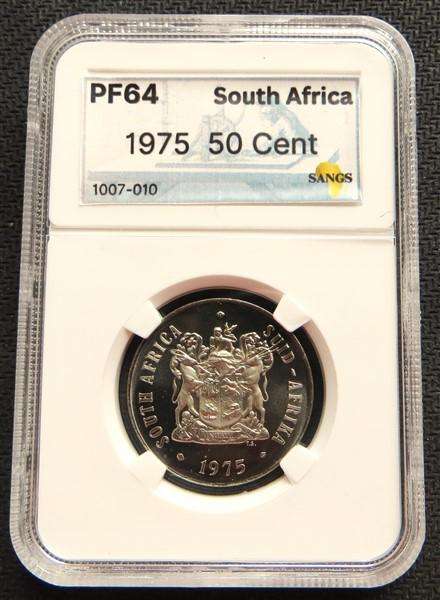 PF64 South Africa
1975 50 Cent
1007-010 SANGS
SOUTH AFRICA SUID-AFRIKA
1975